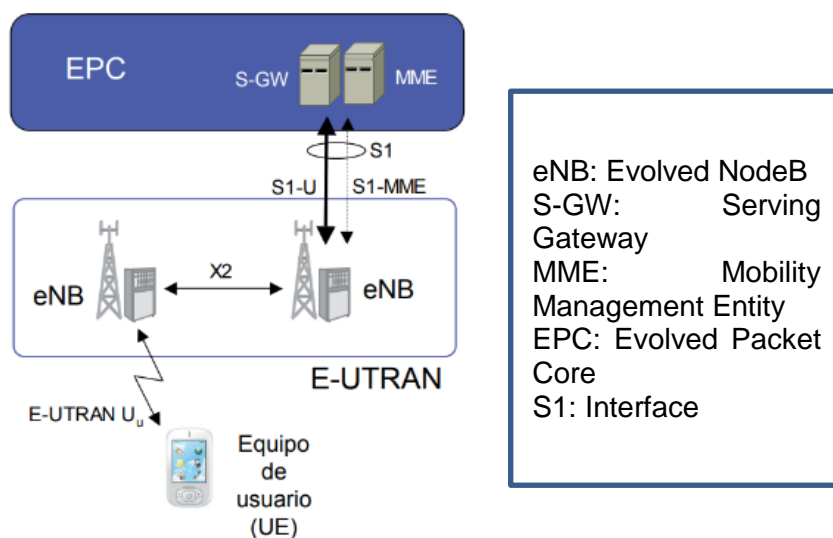 EPC
S-GW
MME
S1
S1-U
S1-MME
X2
eNB
eNB
E-UTRAN
E-UTRAN Uu
Equipo
de
usuario
(UE)
eNB: Evolved NodeB
S-GW: Serving
Gateway
MME: Mobility
Management Entity
EPC: Evolved Packet
Core
S1: Interface